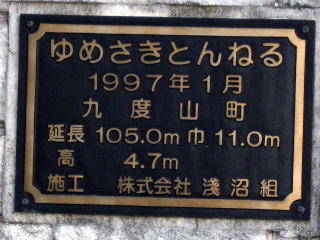 ゆめさきとんねる
1997年1月
九度山町
延長 105.0m 巾 11.0m
高 4.7m
施工 株式会社 淺沼組